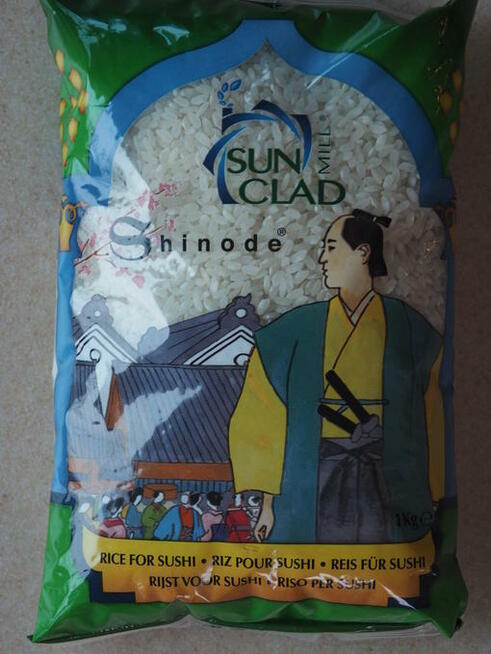 SUN
CLAD
MILL®
Shinode®
1Kg e
RICE FOR SUSHI • RIZ POUR SUSHI • REIS FÜR SUSHI
RIJST VOOR SUSHI • RISO PER SUSHI